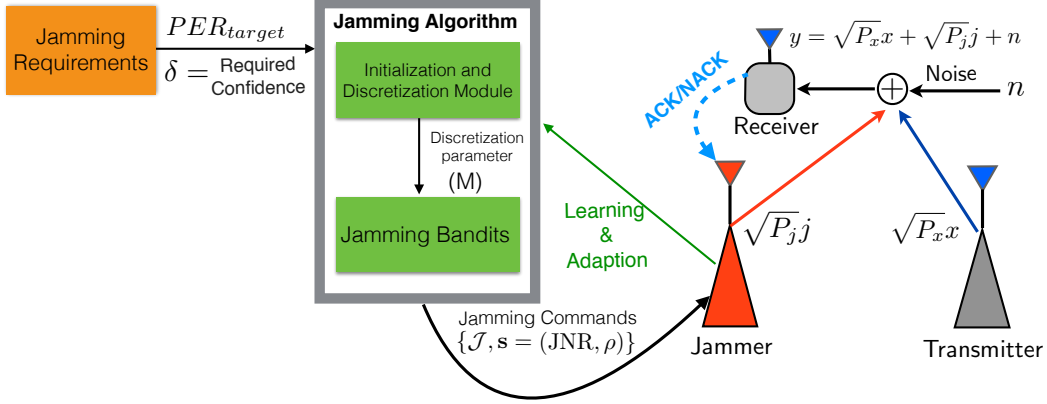 Jamming
Requirements
$PER_{target}$
$\delta =$ Required
Confidence
Jamming Algorithm
Initialization and
Discretization Module
Discretization
parameter
(M)
Jamming Bandits
Learning
&
Adaption
Jamming Commands
$\{\mathcal{J}, \mathbf{s} = (\mathrm{JNR}, \rho)\}$
ACK/NACK
$y = \sqrt{P_x}x + \sqrt{P_j}j + n$
Receiver
Noise
$n$
$\sqrt{P_j}j$
$\sqrt{P_x}x$
Jammer
Transmitter